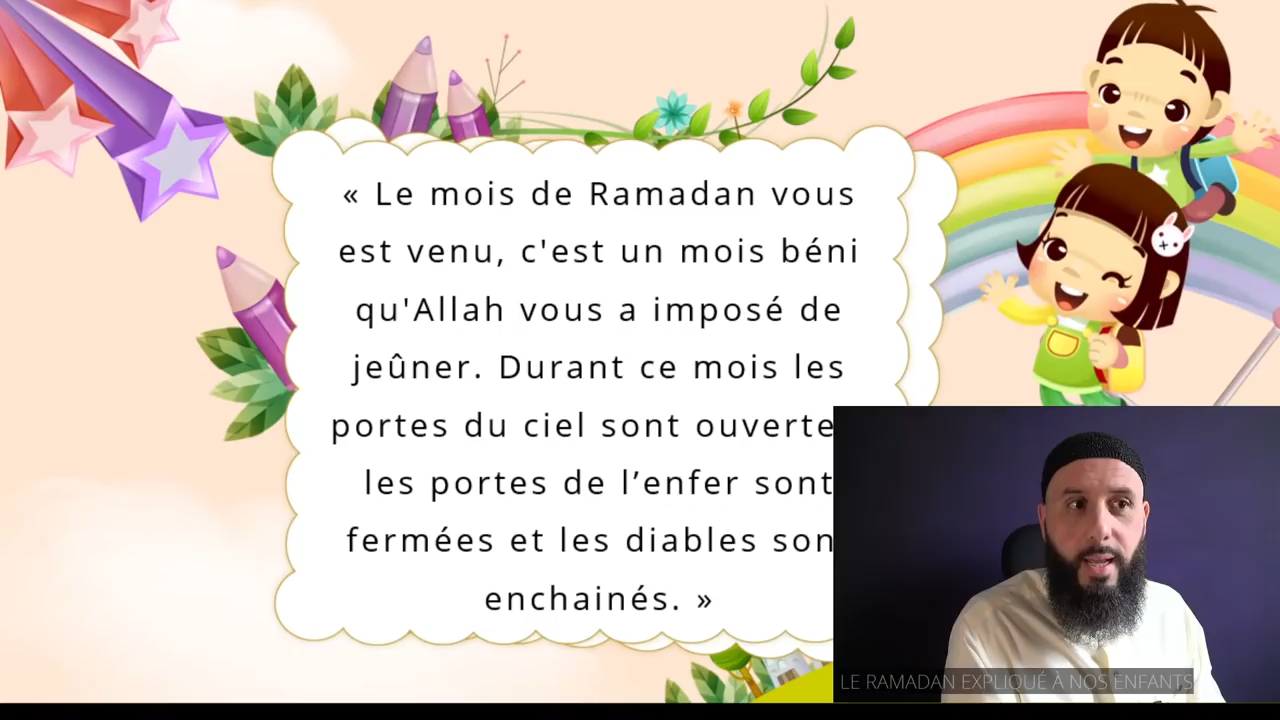 « Le mois de Ramadan vous
est venu, c'est un mois béni
qu'Allah vous a imposé de
jeûner. Durant ce mois les
portes du ciel sont
les portes de l’enfer sont
fermées et les diables
enchainés. »
LE RAMADAN EXPLIQUÉ À NOS ENFANTS